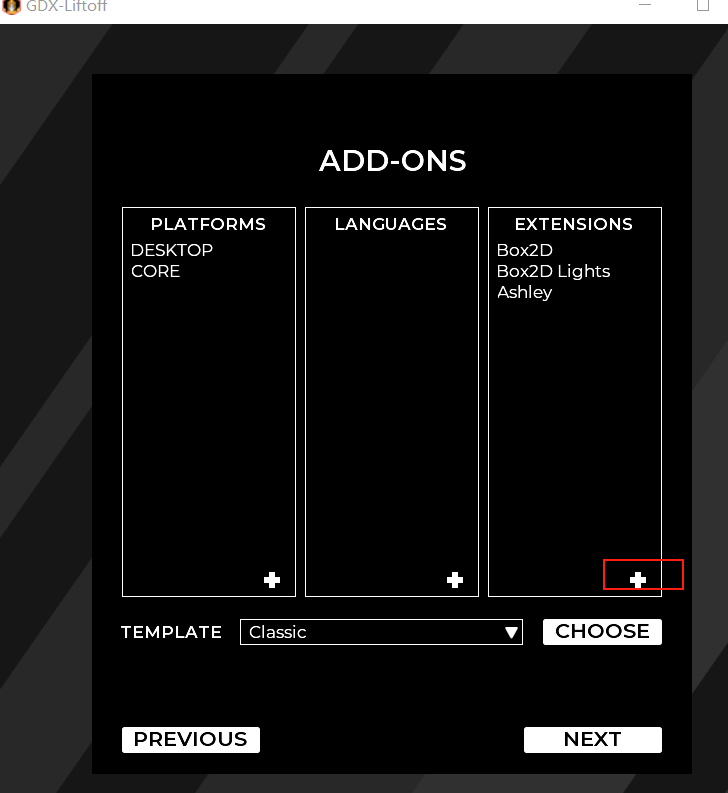 GDX-Liftoff
ADD-ONS
PLATFORMS
DESKTOP
CORE
LANGUAGES
EXTENSIONS
Box2D
Box2D Lights
Ashley
TEMPLATE
Classic
CHOOSE
PREVIOUS
NEXT